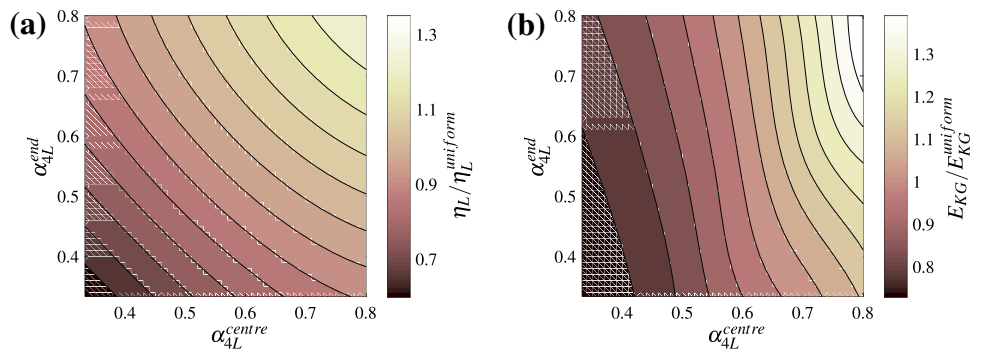 (a)
0.8
0.7
0.6
0.5
0.4
α_{4L}^{end}
0.4 0.5 0.6 0.7 0.8
α_{4L}^{centre}
1.3
1.1
0.9
0.7
η_L/η_L^{uniform}
(b)
0.8
0.7
0.6
0.5
0.4
α_{4L}^{end}
0.4 0.5 0.6 0.7 0.8
α_{4L}^{centre}
1.3
1.2
1.1
1
0.9
0.8
E_{KG}/E_{KG}^{uniform}